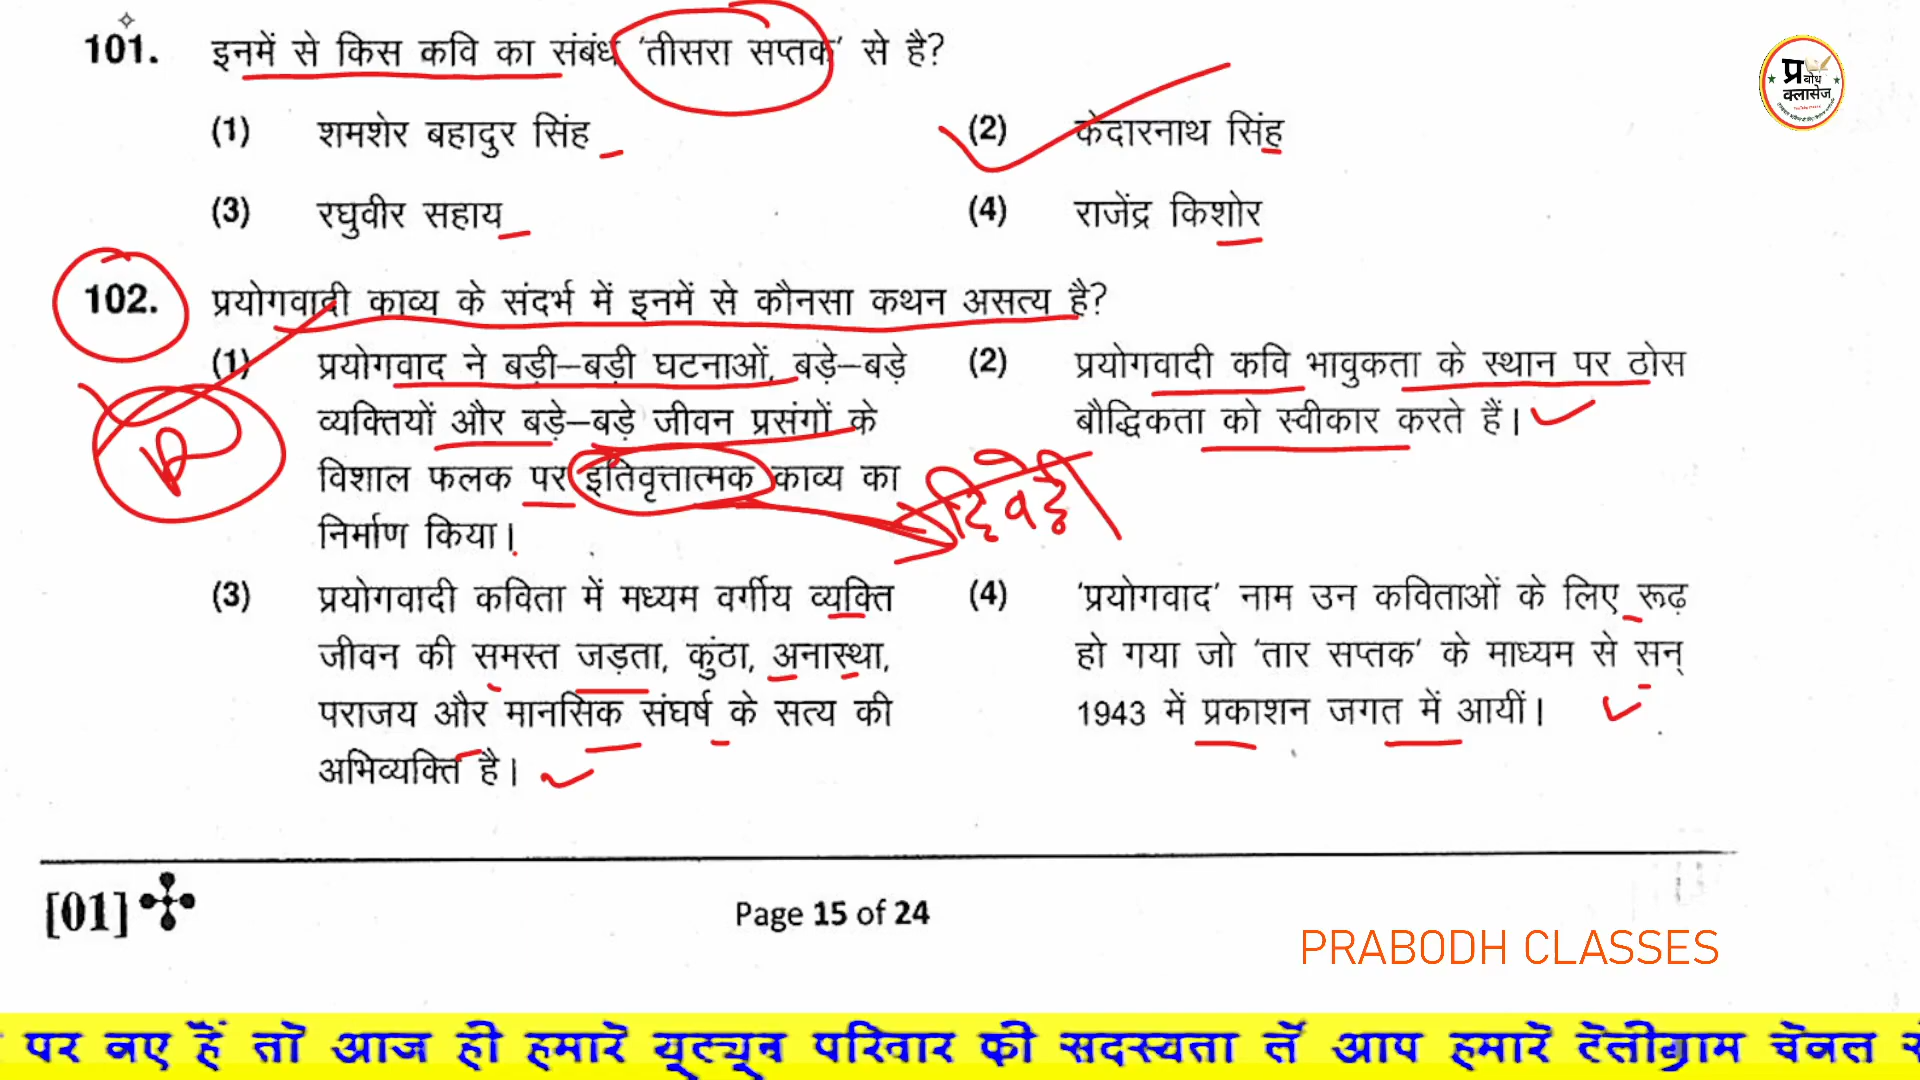 101. इनमें से किस कवि का संबंध 'तीसरा सप्तक' से है?
(1) शमशेर बहादुर सिंह (2) केदारनाथ सिंह
(3) रघुवीर सहाय (4) राजेंद्र किशोर
102. प्रयोगवादी काव्य के संदर्भ में इनमें से कौनसा कथन असत्य है?
(1) प्रयोगवाद ने बड़ी–बड़ी घटनाओं, बड़े–बड़े
व्यक्तियों और बड़े–बड़े जीवन प्रसंगों के
विशाल फलक पर इतिवृत्तात्मक काव्य का
निर्माण किया।
(2) प्रयोगवादी कवि भावुकता के स्थान पर ठोस
बौद्धिकता को स्वीकार करते हैं।
(3) प्रयोगवादी कविता में मध्यम वर्गीय व्यक्ति
जीवन की समस्त जड़ता, कुंठा, अनास्था,
पराजय और मानसिक संघर्ष के सत्य की
अभिव्यक्ति है।
(4) 'प्रयोगवाद' नाम उन कविताओं के लिए रूढ़
हो गया जो 'तार सप्तक' के माध्यम से सन्
1943 में प्रकाशन जगत में आयीं।
[01]
Page 15 of 24
PRABODH CLASSES
प्रबोध
क्लासेज
पर नए हैं तो आज ही हमारे यूट्यूब परिवार की सदस्यता लें आप हमारे टेलीग्राम चैनल से